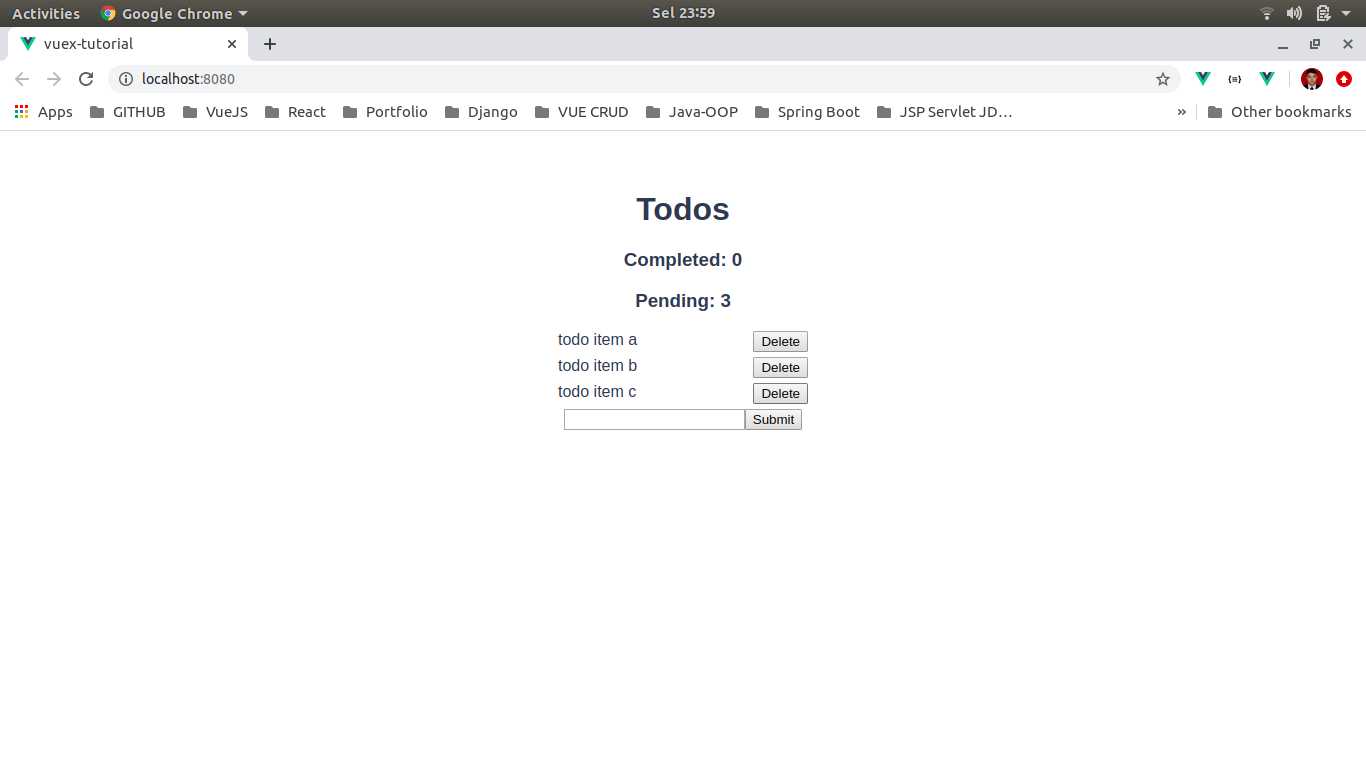 Activities Google Chrome Sel 23:59
vuex-tutorial
localhost:8080 {≡}
Apps GITHUB VueJS React Portfolio Django VUE CRUD Java-OOP Spring Boot JSP Servlet JD… » Other bookmarks
Todos
Completed: 0
Pending: 3
todo item a Delete
todo item b Delete
todo item c Delete
Submit